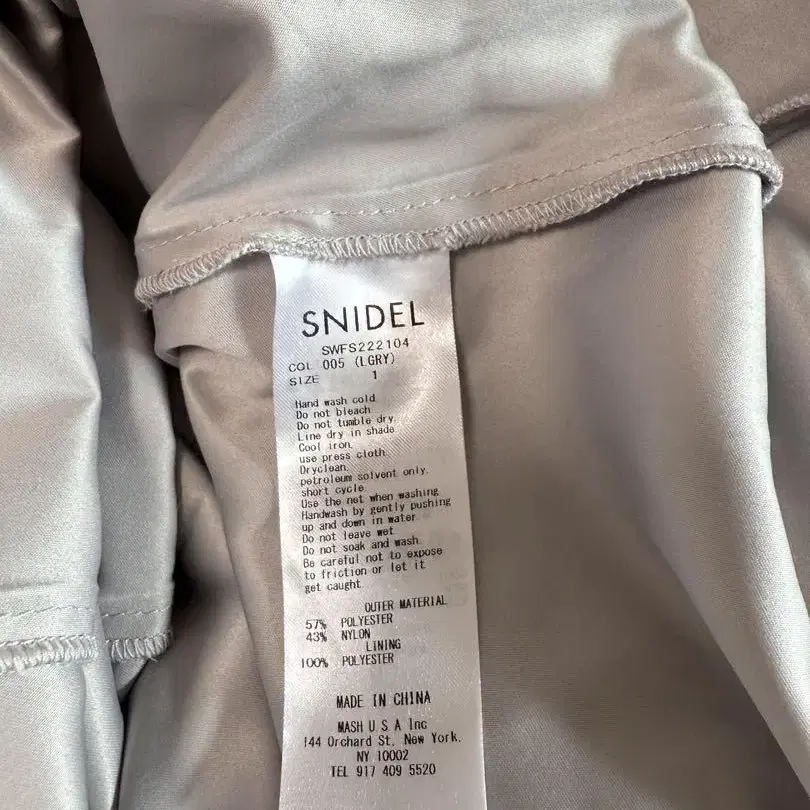 SNIDEL
SWFS222104
COL 005 (LGRY)
SIZE 1
Hand wash cold
Do not bleach
Do not tumble dry.
Line dry in shade
Cool iron.
use press cloth
Dryclean.
petroleum solvent only.
short cycle
Use the net when washing
Handwash by gently pushing
up and down in water
Do not leave wet
Do not soak and wash.
Be careful not to expose
to friction or let it
get caught.
OUTER MATERIAL
57% POLYESTER
43% NYLON
LINING
100% POLYESTER
MADE IN CHINA
MASH U S A Inc
144 Orchard St, New York.
NY 10002
TEL 917 409 5520